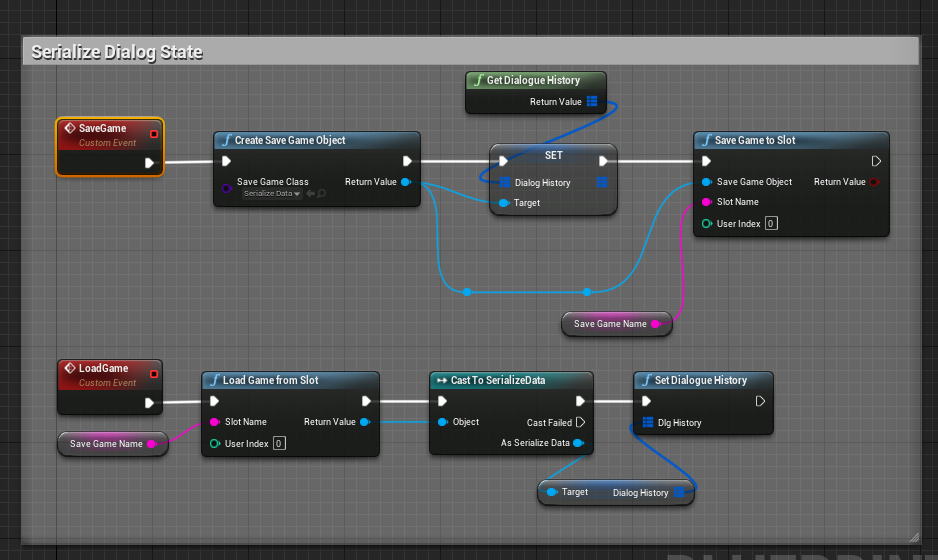 Serialize Dialog State
Get Dialogue History
Return Value
SaveGame
Custom Event
Create Save Game Object
Save Game Class
Serialize Data
Return Value
SET
Dialog History
Target
Save Game to Slot
Save Game Object
Return Value
Slot Name
User Index
0
Save Game Name
LoadGame
Custom Event
Save Game Name
Load Game from Slot
Slot Name
Return Value
User Index
0
Cast To SerializeData
Object
Cast Failed
As Serialize Data
Set Dialogue History
Dlg History
Target
Dialog History